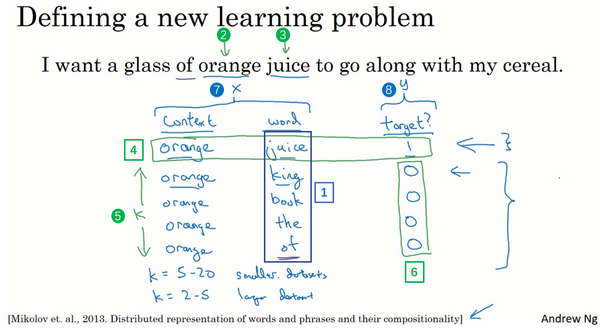 Defining a new learning problem
2 3
I want a glass of orange juice to go along with my cereal.
7 x 8 y
context word target?
4 orange juice 1
orange king 0
5 k orange book 1 0
orange the 0
orange of 0
6
k = 5-20 smaller datasets
k = 2-5 larger dataset
[Mikolov et. al., 2013. Distributed representation of words and phrases and their compositionality] Andrew Ng